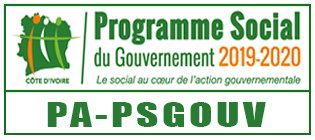 Programme Social
du Gouvernement 2019-2020
CÔTE D'IVOIRE
Le social au cœur de l'action gouvernementale
PA-PSGOUV